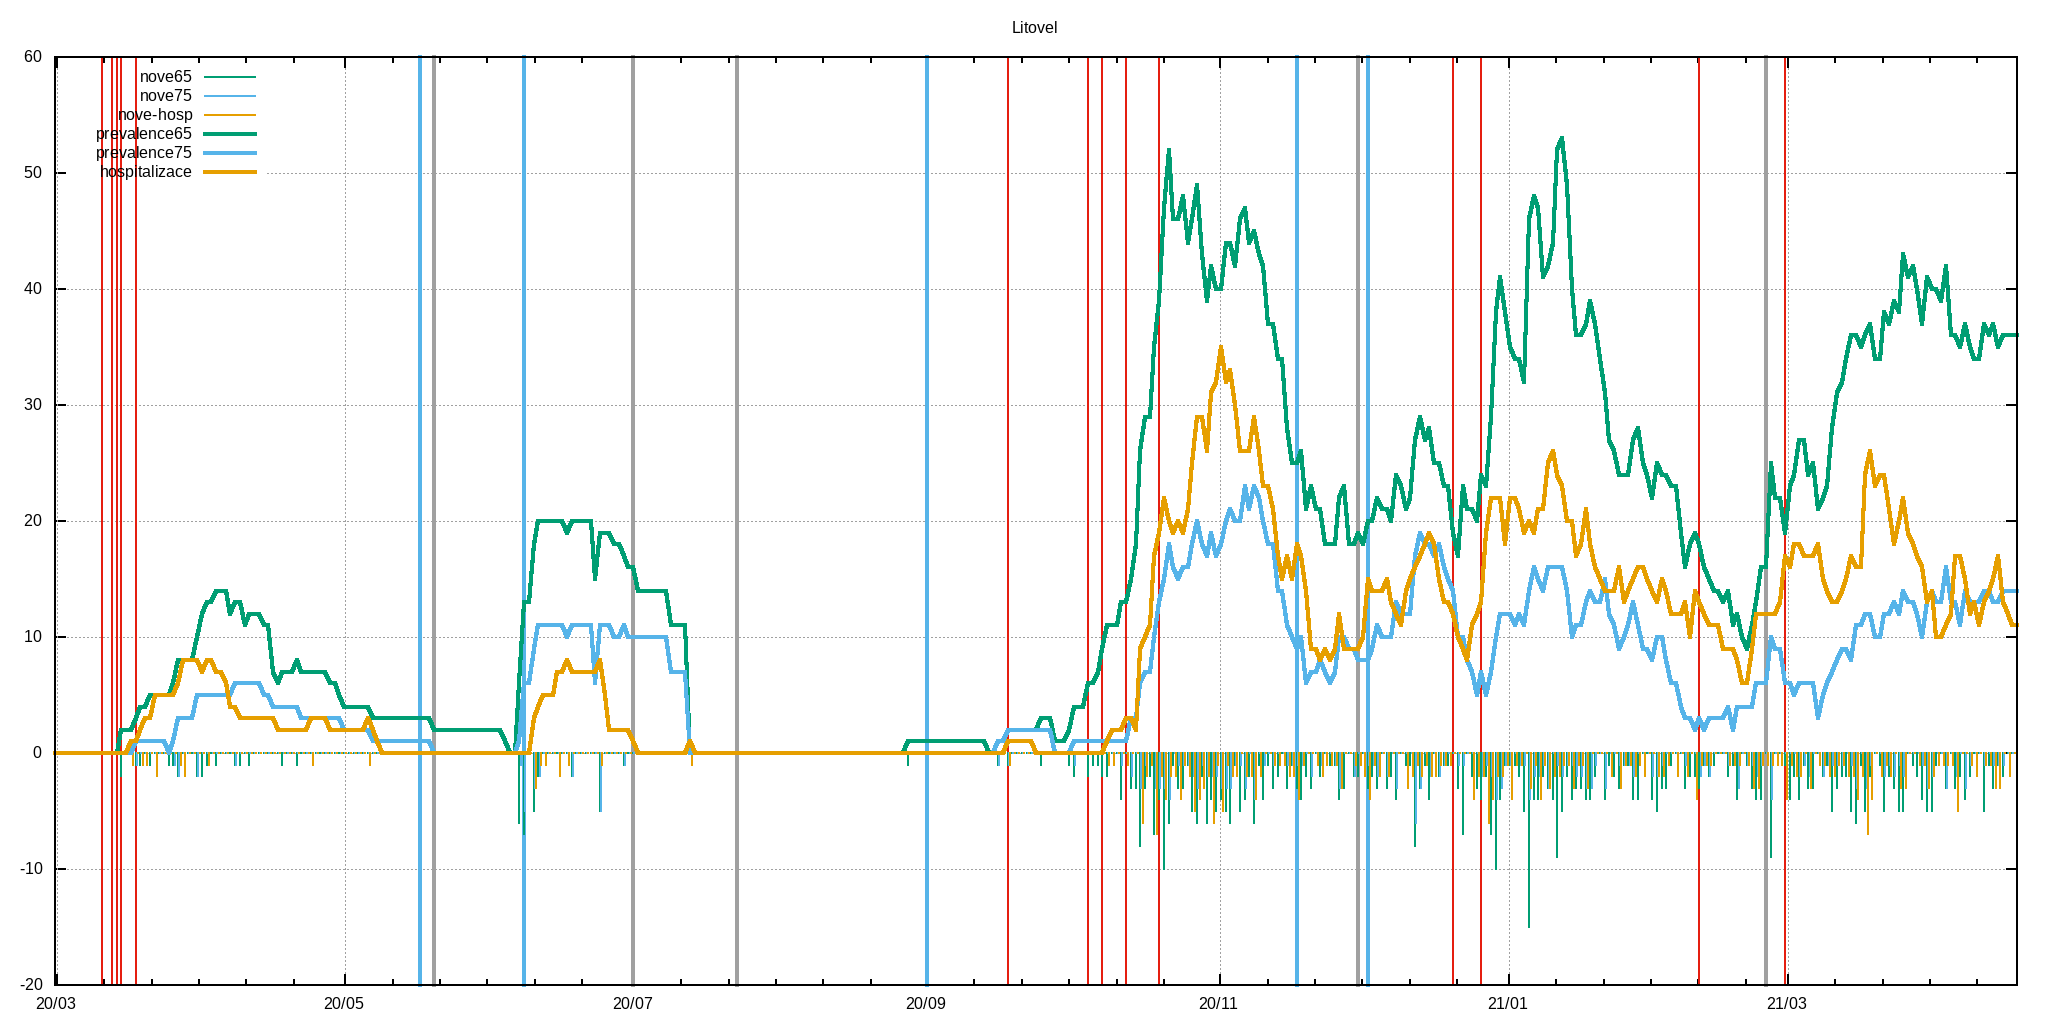 Litovel
60
nove65
nove75
nove-hosp
prevalence65
prevalence75
hospitalizace
50
40
30
20
10
0
-10
-20
20/03 20/05 20/07 20/09 20/11 21/01 21/03